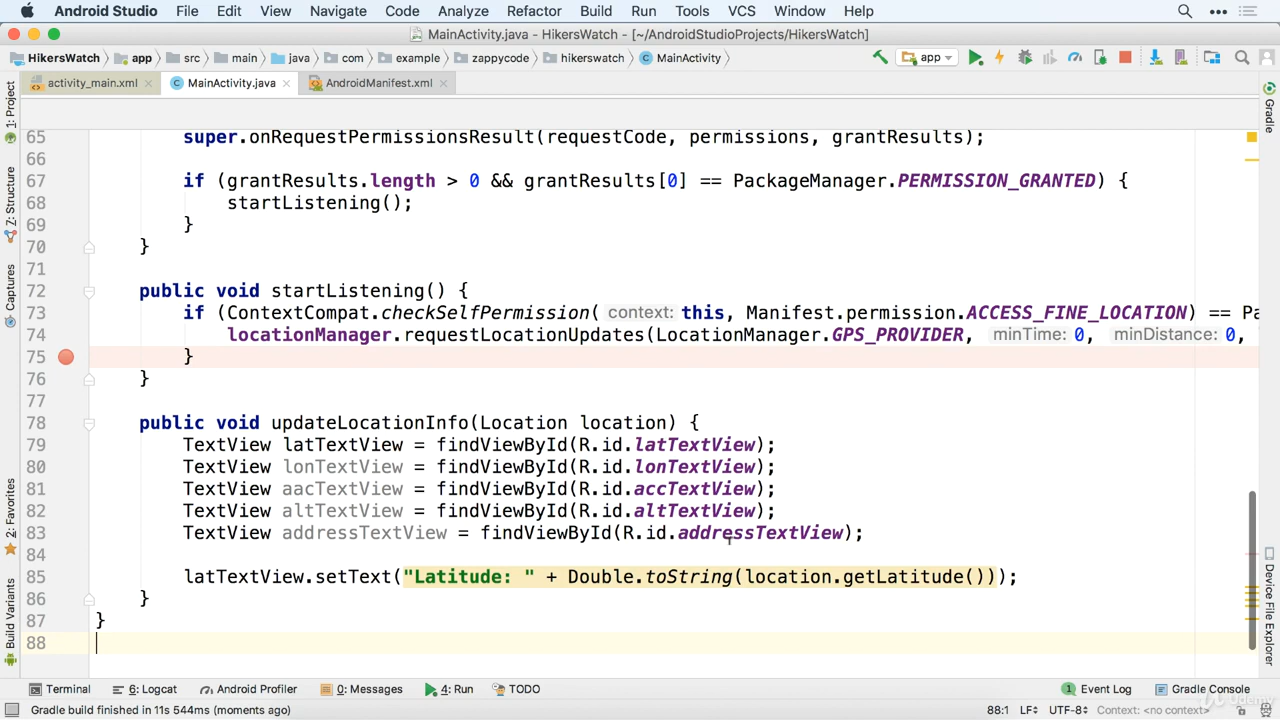 Android Studio File Edit View Navigate Code Analyze Refactor Build Run Tools VCS Window Help
MainActivity.java - HikersWatch [~/AndroidStudioProjects/HikersWatch]
HikersWatch app src main java com example zappycode hikerswatch MainActivity app
activity_main.xml MainActivity.java AndroidManifest.xml
1: Project
Z: Structure
Captures
2: Favorites
Build Variants
65 super.onRequestPermissionsResult(requestCode, permissions, grantResults);
66
67 if (grantResults.length > 0 && grantResults[0] == PackageManager.PERMISSION_GRANTED) {
68 startListening();
69 }
70 }
71
72 public void startListening() {
73 if (ContextCompat.checkSelfPermission( context: this, Manifest.permission.ACCESS_FINE_LOCATION) == Pa
74 locationManager.requestLocationUpdates(LocationManager.GPS_PROVIDER, minTime: 0, minDistance: 0,
75 }
76 }
77
78 public void updateLocationInfo(Location location) {
79 TextView latTextView = findViewById(R.id.latTextView);
80 TextView lonTextView = findViewById(R.id.lonTextView);
81 TextView aacTextView = findViewById(R.id.accTextView);
82 TextView altTextView = findViewById(R.id.altTextView);
83 TextView addressTextView = findViewById(R.id.addressTextView);
84
85 latTextView.setText("Latitude: " + Double.toString(location.getLatitude()));
86 }
87 }
88
Gradle
Device File Explorer
Terminal 6: Logcat Android Profiler 0: Messages 4: Run TODO 1 Event Log Gradle Console
Gradle build finished in 11s 544ms (moments ago) 88:1 LF÷ UTF-8÷ Context: <no context>
Udemy